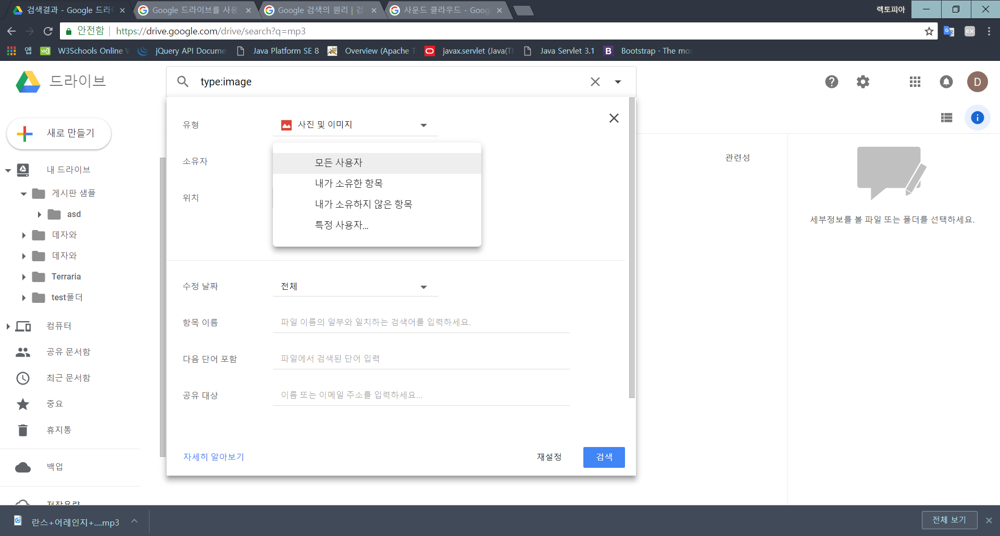 검색결과 - Google 드라이
Google 드라이브를 사용
Google 검색의 원리 | 검
사운드 클라우드 - Googl
렉토피아
안전함
https://drive.google.com/drive/search?q=mp3
앱
W3Schools Online
jQuery API Docume
Java Platform SE 8
Overview (Apache T
javax.servlet (Java(T
Java Servlet 3.1
Bootstrap · The mos
드라이브
type:image
D
새로 만들기
내 드라이브
게시판 샘플
asd
데자와
데자와
Terraria
test폴더
컴퓨터
공유 문서함
최근 문서함
중요
휴지통
백업
저장용량
유형
사진 및 이미지
소유자
모든 사용자
내가 소유한 항목
내가 소유하지 않은 항목
특정 사용자...
위치
수정 날짜
전체
항목 이름
파일 이름의 일부와 일치하는 검색어를 입력하세요.
다음 단어 포함
파일에서 검색된 단어 입력
공유 대상
이름 또는 이메일 주소를 입력하세요...
자세히 알아보기
재설정
검색
관련성
세부정보를 볼 파일 또는 폴더를 선택하세요.
란스+어레인지+....mp3
전체 보기